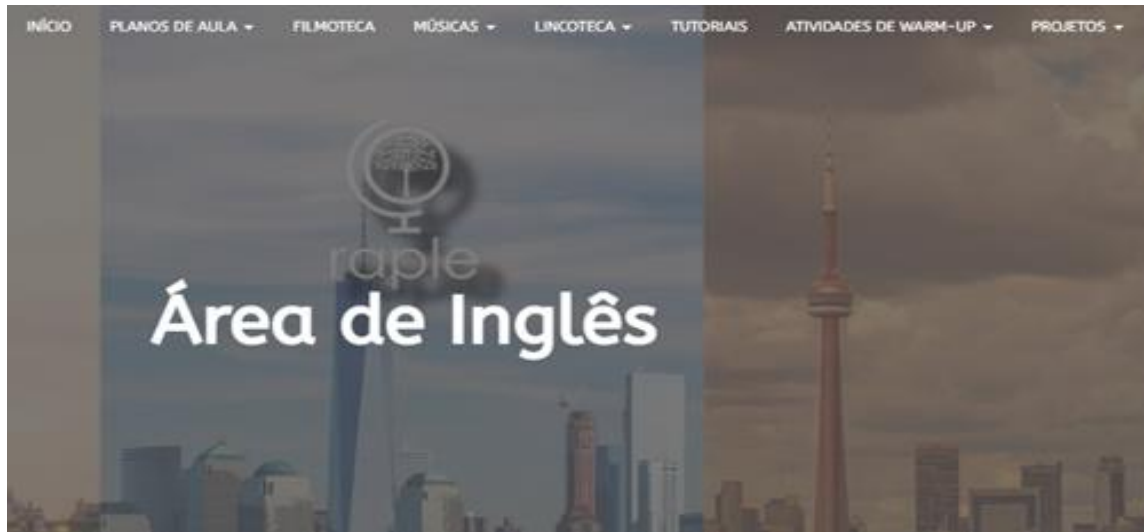 INÍCIO PLANOS DE AULA FILMOTECA MÚSICAS LINCOTECA TUTORIAIS ATIVIDADES DE WARM-UP PROJETOS
raple
Área de Inglês